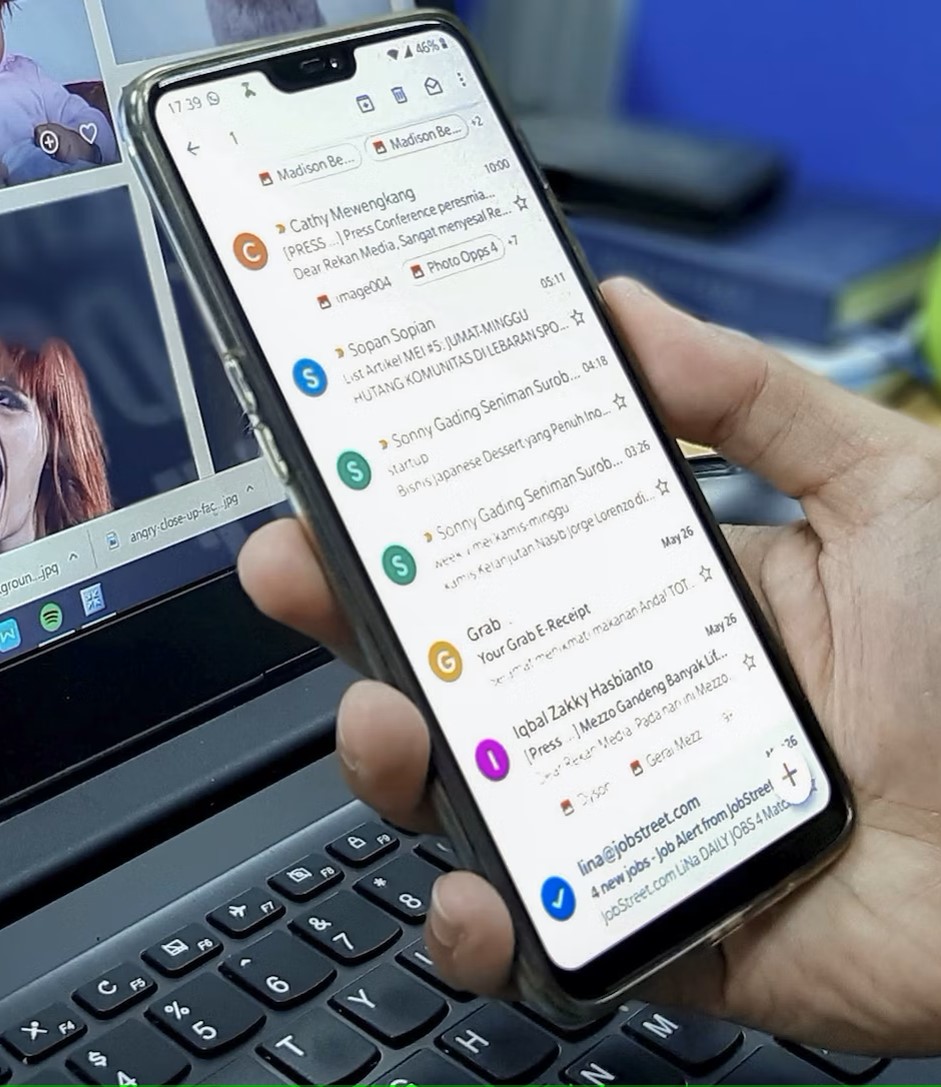 17.39
46%
1
Madison Be...
Madison Be...
+2
Cathy Mewengkang
10:00
[PRESS ...] Press Conference peresmia...
Dear Rekan Media, Sangat menyesal Re...
image004
Photo Opps 4
+7
Sopan Sopian
05:11
List Artikel MEI #5: JUMAT-MINGGU
HUTANG KOMUNITAS DI LEBARAN SPO...
Sonny Gading Seniman Surob...
04:18
startup
Bisnis Japanese Dessert yang Penuh Ino...
Sonny Gading Seniman Surob...
03:26
week mei kamis-minggu
Kamis Kelanjutan Nasib Jorge Lorenzo di...
Grab
May 26
Your Grab E-Receipt
Selamat menikmati makanan Anda! TOT...
Iqbal Zakky Hasbianto
May 26
[Press ...] Mezzo Gandeng Banyak Lif...
Dear Rekan Media, Pada hari ini Mezzo...
Dyson
Gerai Mezz
lina@jobstreet.com
26
4 new jobs - Job Alert from JobStreet
JobStreet.com LiNa DAILY JOBS 4 Matc
C
S
S
S
G
I
groun...jpg
angry-close-up-fac...jpg
F4
F5
F6
F7
F8
F9
$
4
%
5
^
6
&
7
*
8
T
Y
H
N
M